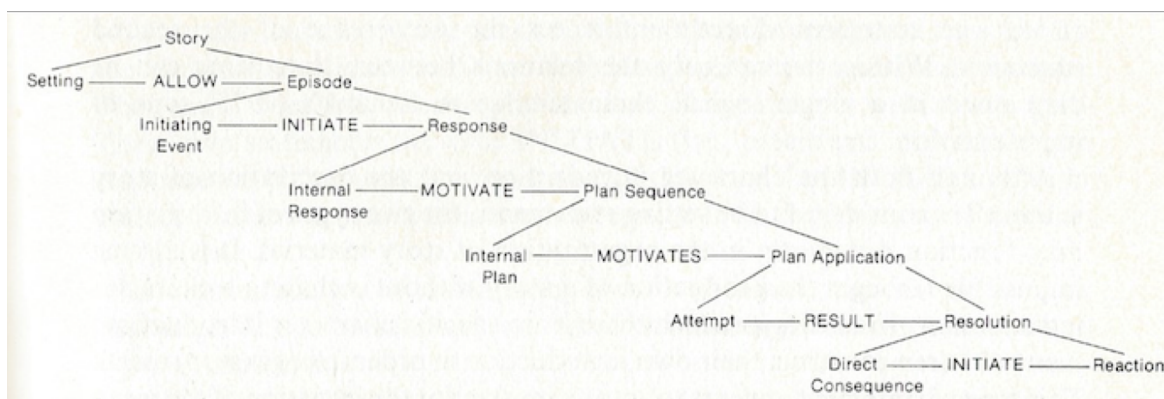 Story
Setting ALLOW Episode
Initiating Event INITIATE Response
Internal Response MOTIVATE Plan Sequence
Internal Plan MOTIVATES Plan Application
Attempt RESULT Resolution
Direct Consequence INITIATE Reaction